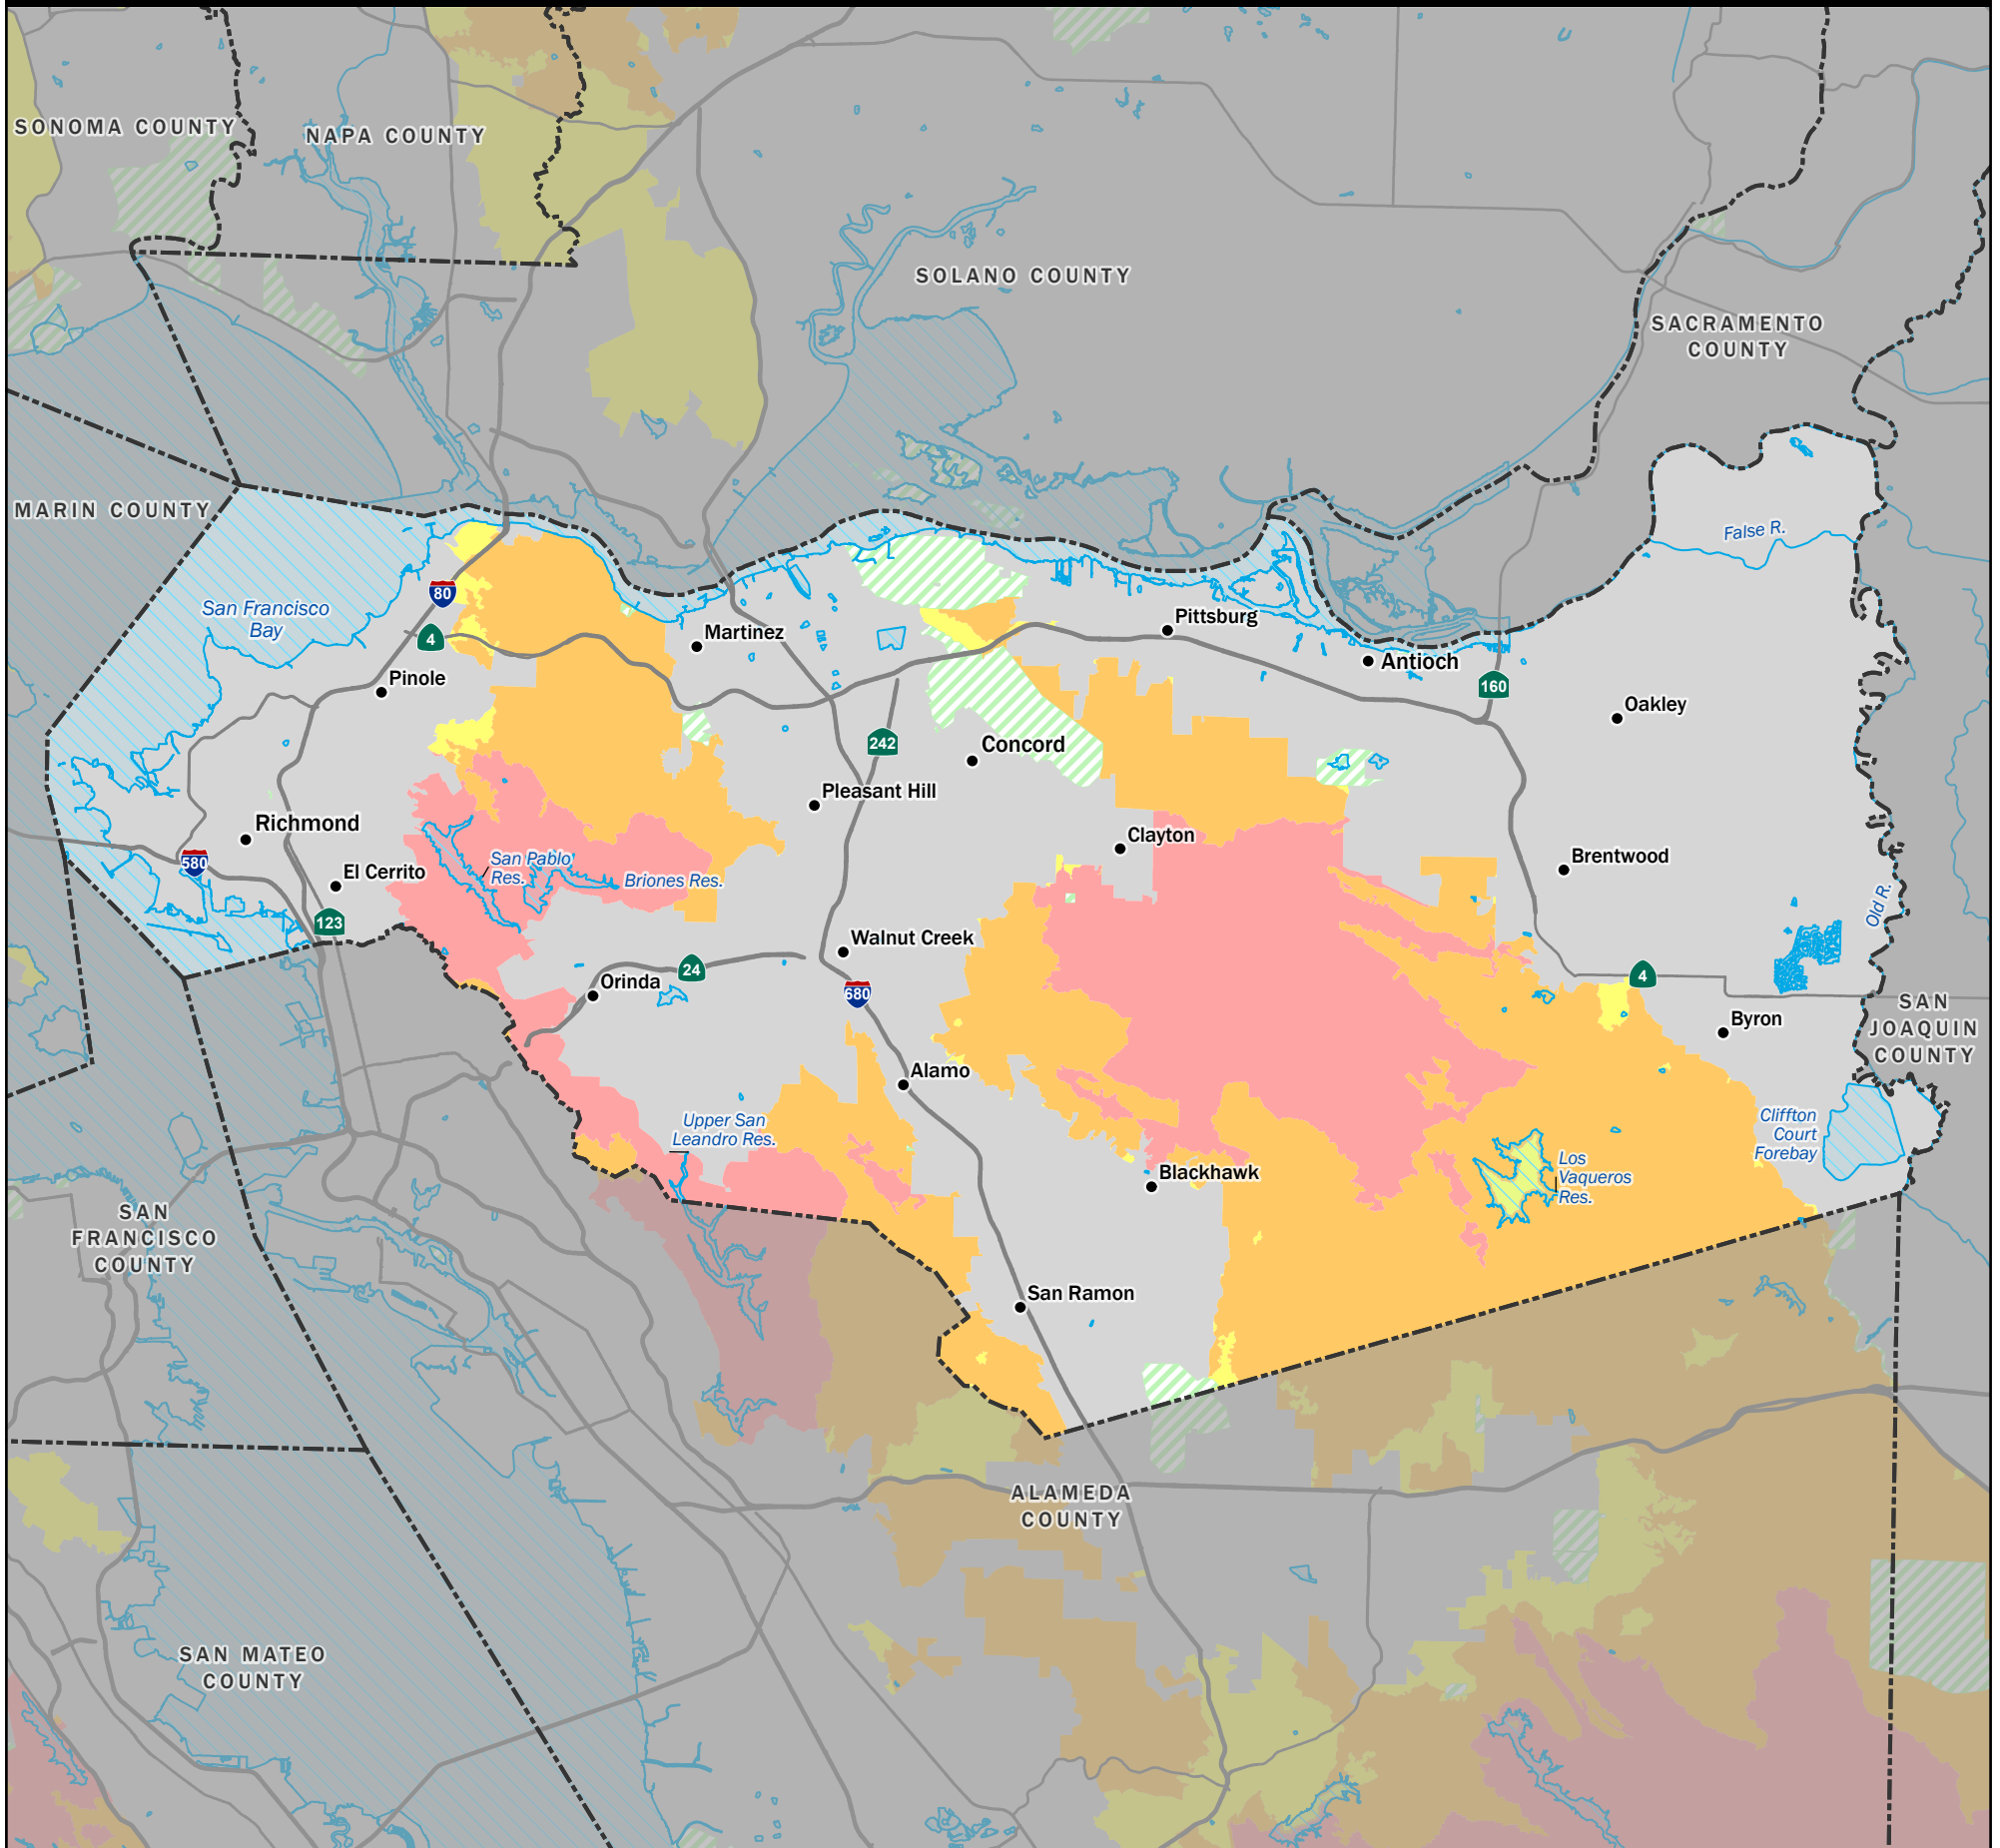 SONOMA COUNTY
NAPA COUNTY
SOLANO COUNTY
SACRAMENTO
COUNTY
MARIN COUNTY
False R.
San Francisco
Bay
80
4
Martinez
Pittsburg
Antioch
160
Pinole
Oakley
242
Concord
Pleasant Hill
Richmond
Clayton
580
El Cerrito
San Pablo
Res.
Briones Res.
Brentwood
123
Old R.
Walnut Creek
24
Orinda
680
4
Byron
SAN
JOAQUIN
COUNTY
Alamo
Upper San
Leandro Res.
Cliffton
Court
Forebay
Blackhawk
Los
Vaqueros
Res.
SAN
FRANCISCO
COUNTY
San Ramon
ALAMEDA
COUNTY
SAN MATEO
COUNTY